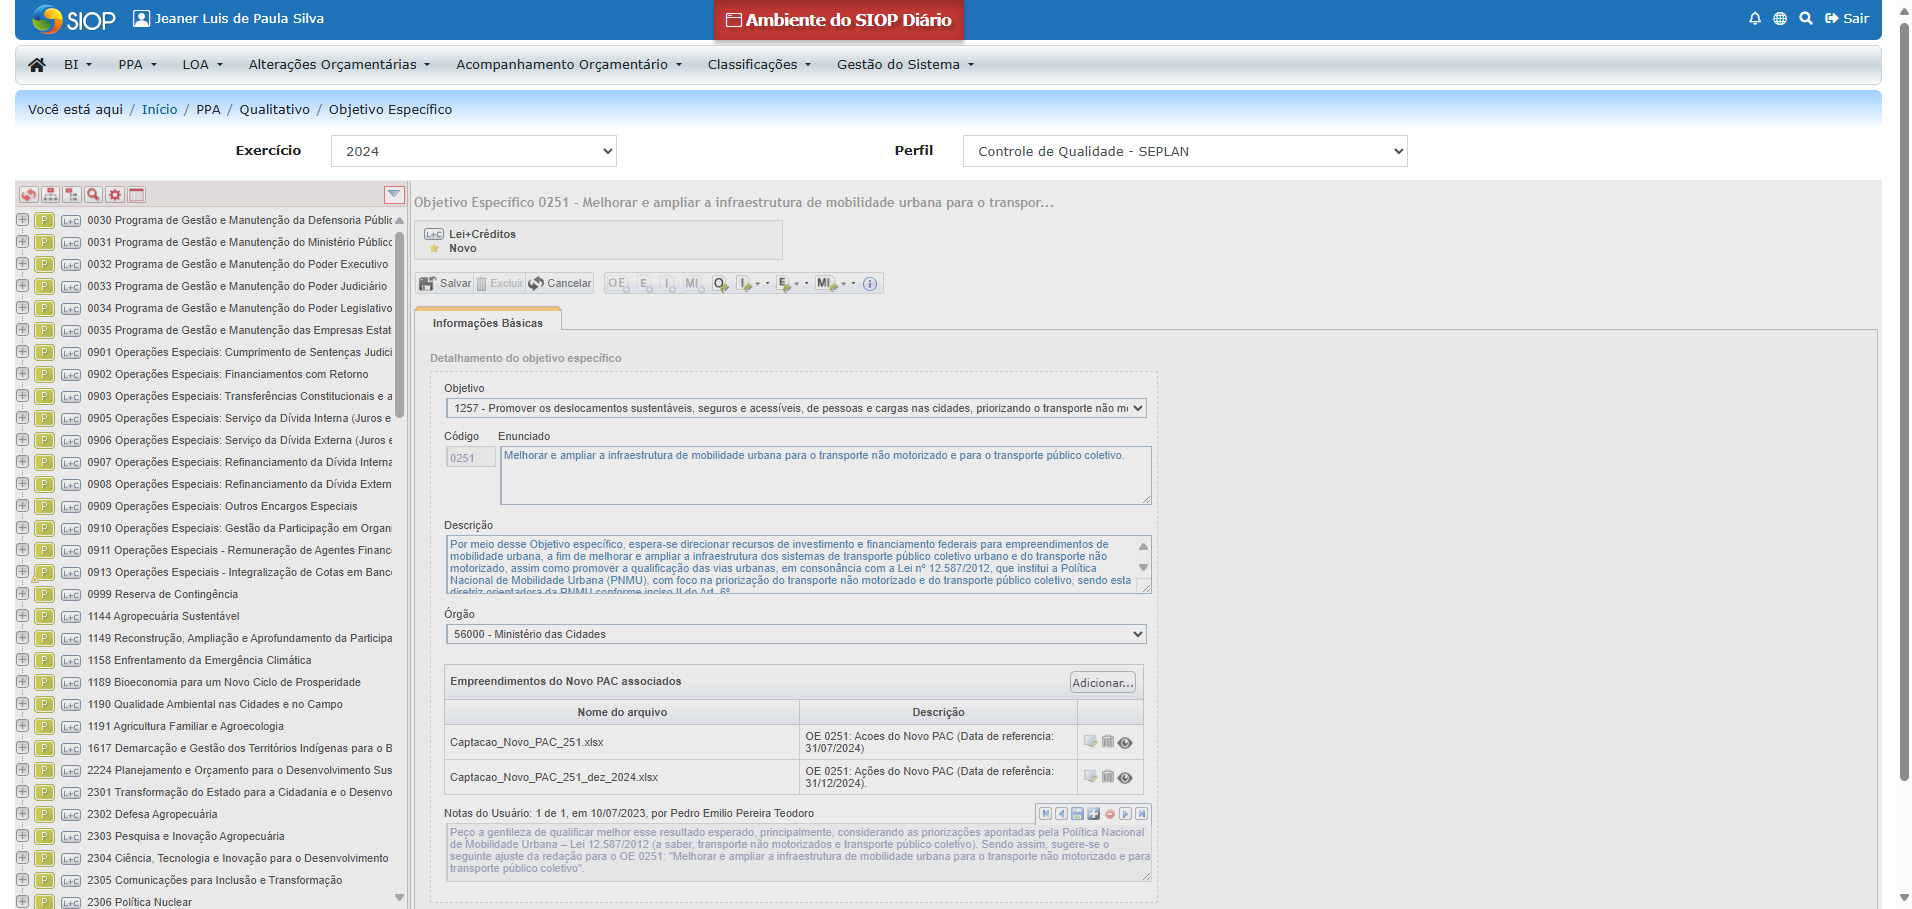 SIOP
Jeaner Luis de Paula Silva
Ambiente do SIOP Diário
Sair
BI
PPA
LOA
Alterações Orçamentárias
Acompanhamento Orçamentário
Classificações
Gestão do Sistema
Você está aqui / Início / PPA / Qualitativo / Objetivo Específico
Exercício
2024
Perfil
Controle de Qualidade - SEPLAN
P L+C 0030 Programa de Gestão e Manutenção da Defensoria Públic
P L+C 0031 Programa de Gestão e Manutenção do Ministério Público
P L+C 0032 Programa de Gestão e Manutenção do Poder Executivo
P L+C 0033 Programa de Gestão e Manutenção do Poder Judiciário
P L+C 0034 Programa de Gestão e Manutenção do Poder Legislativo
P L+C 0035 Programa de Gestão e Manutenção das Empresas Estat
P L+C 0901 Operações Especiais: Cumprimento de Sentenças Judici
P L+C 0902 Operações Especiais: Financiamentos com Retorno
P L+C 0903 Operações Especiais: Transferências Constitucionais e a
P L+C 0905 Operações Especiais: Serviço da Dívida Interna (Juros e
P L+C 0906 Operações Especiais: Serviço da Dívida Externa (Juros e
P L+C 0907 Operações Especiais: Refinanciamento da Dívida Interna
P L+C 0908 Operações Especiais: Refinanciamento da Dívida Extern
P L+C 0909 Operações Especiais: Outros Encargos Especiais
P L+C 0910 Operações Especiais: Gestão da Participação em Organi
P L+C 0911 Operações Especiais - Remuneração de Agentes Financ
P L+C 0913 Operações Especiais - Integralização de Cotas em Banc
P L+C 0999 Reserva de Contingência
P L+C 1144 Agropecuária Sustentável
P L+C 1149 Reconstrução, Ampliação e Aprofundamento da Participa
P L+C 1158 Enfrentamento da Emergência Climática
P L+C 1189 Bioeconomia para um Novo Ciclo de Prosperidade
P L+C 1190 Qualidade Ambiental nas Cidades e no Campo
P L+C 1191 Agricultura Familiar e Agroecologia
P L+C 1617 Demarcação e Gestão dos Territórios Indígenas para o B
P L+C 2224 Planejamento e Orçamento para o Desenvolvimento Sus
P L+C 2301 Transformação do Estado para a Cidadania e o Desenvo
P L+C 2302 Defesa Agropecuária
P L+C 2303 Pesquisa e Inovação Agropecuária
P L+C 2304 Ciência, Tecnologia e Inovação para o Desenvolvimento
P L+C 2305 Comunicações para Inclusão e Transformação
P L+C 2306 Política Nuclear
Objetivo Específico 0251 - Melhorar e ampliar a infraestrutura de mobilidade urbana para o transpor...
L+C Lei+Créditos
Novo
Salvar Excluir Cancelar OE E I MI O I E MI
Informações Básicas
Detalhamento do objetivo específico
Objetivo
1257 - Promover os deslocamentos sustentáveis, seguros e acessíveis, de pessoas e cargas nas cidades, priorizando o transporte não m
Código Enunciado
0251
Melhorar e ampliar a infraestrutura de mobilidade urbana para o transporte não motorizado e para o transporte público coletivo.
Descrição
Por meio desse Objetivo específico, espera-se direcionar recursos de investimento e financiamento federais para empreendimentos de
mobilidade urbana, a fim de melhorar e ampliar a infraestrutura dos sistemas de transporte público coletivo urbano e do transporte não
motorizado, assim como promover a qualificação das vias urbanas, em consonância com a Lei nº 12.587/2012, que institui a Política
Nacional de Mobilidade Urbana (PNMU), com foco na priorização do transporte não motorizado e do transporte público coletivo, sendo esta
diretriz orientadora da PNMU conforme inciso II do Art. 6º
Órgão
56000 - Ministério das Cidades
Empreendimentos do Novo PAC associados
Adicionar...
Nome do arquivo Descrição
Captacao_Novo_PAC_251.xlsx
OE 0251: Acoes do Novo PAC (Data de referencia:
31/07/2024)
Captacao_Novo_PAC_251_dez_2024.xlsx
OE 0251: Ações do Novo PAC (Data de referência:
31/12/2024).
Notas do Usuário: 1 de 1, em 10/07/2023, por Pedro Emilio Pereira Teodoro
Peço a gentileza de qualificar melhor esse resultado esperado, principalmente, considerando as priorizações apontadas pela Política Nacional
de Mobilidade Urbana – Lei 12.587/2012 (a saber, transporte não motorizados e transporte público coletivo). Sendo assim, sugere-se o
seguinte ajuste da redação para o OE 0251: "Melhorar e ampliar a infraestrutura de mobilidade urbana para o transporte não motorizado e para
transporte público coletivo".